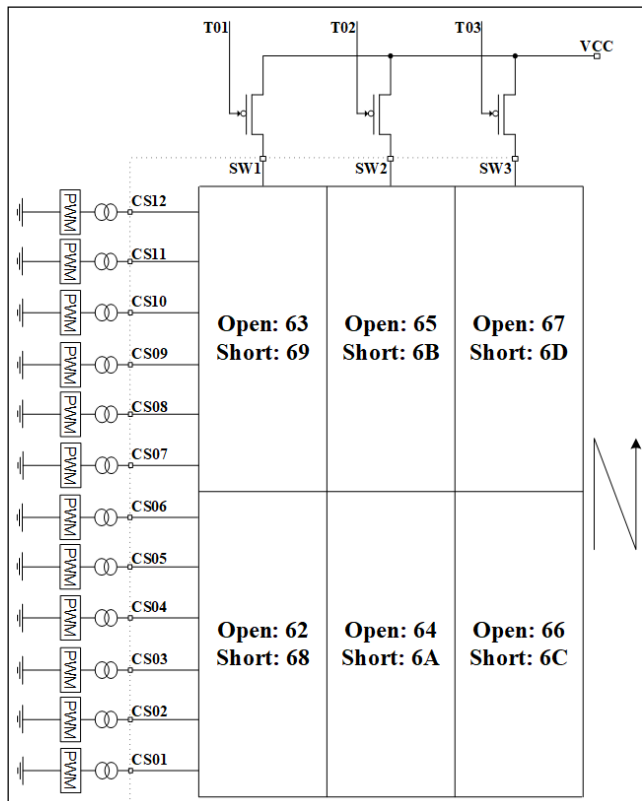 T01 T02 T03
VCC
SW1 SW2 SW3
PWM CS12
PWM CS11
PWM CS10
PWM CS09
PWM CS08
PWM CS07
PWM CS06
PWM CS05
PWM CS04
PWM CS03
PWM CS02
PWM CS01
Open: 63
Short: 69
Open: 65
Short: 6B
Open: 67
Short: 6D
Open: 62
Short: 68
Open: 64
Short: 6A
Open: 66
Short: 6C